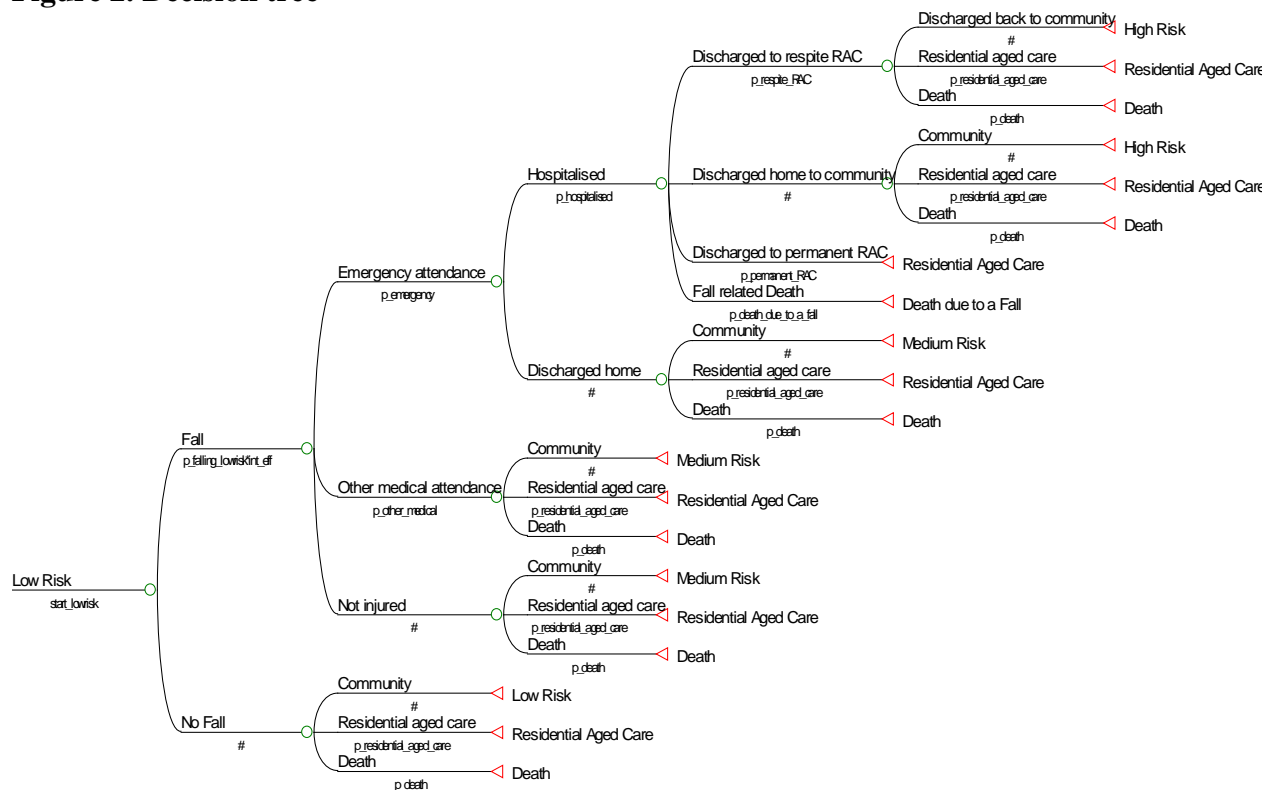 Figure 2: Decision tree
Discharged back to community
#
High Risk
Discharged to respite RAC
p_respite_RAC
Residential aged care
p_residential_aged_care
Residential Aged Care
Death
p_death
Death
Community
#
High Risk
Hospitalised
p_hospitalised
Discharged home to community
#
Residential aged care
p_residential_aged_care
Residential Aged Care
Death
p_death
Death
Discharged to permanent RAC
p_permanent_RAC
Residential Aged Care
Emergency attendance
p_emergency
Fall related Death
p_death_due_to_a_fall
Death due to a Fall
Community
#
Medium Risk
Discharged home
#
Residential aged care
p_residential_aged_care
Residential Aged Care
Death
p_death
Death
Fall
p_falling_lowrisk*int_eff
Community
#
Medium Risk
Other medical attendance
p_other_medical
Residential aged care
p_residential_aged_care
Residential Aged Care
Death
p_death
Death
Low Risk
start_lowrisk
Community
#
Medium Risk
Not injured
#
Residential aged care
p_residential_aged_care
Residential Aged Care
Death
p_death
Death
Community
#
Low Risk
No Fall
#
Residential aged care
p_residential_aged_care
Residential Aged Care
Death
p_death
Death